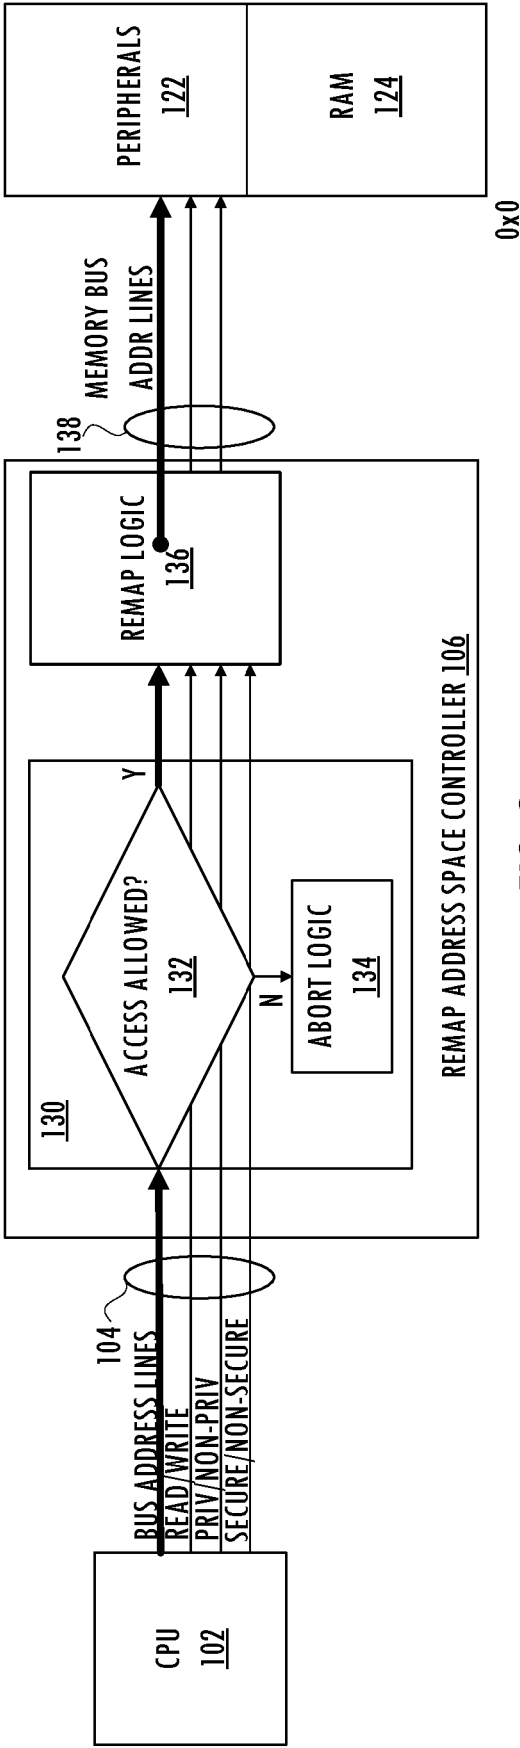 CPU
102
104
BUS ADDRESS LINES
READ/WRITE
PRIV/NON-PRIV
SECURE/NON-SECURE
130
ACCESS ALLOWED?
132
Y
N
ABORT LOGIC
134
REMAP LOGIC
136
REMAP ADDRESS SPACE CONTROLLER 106
138
MEMORY BUS
ADDR LINES
PERIPHERALS
122
RAM
124
0x0